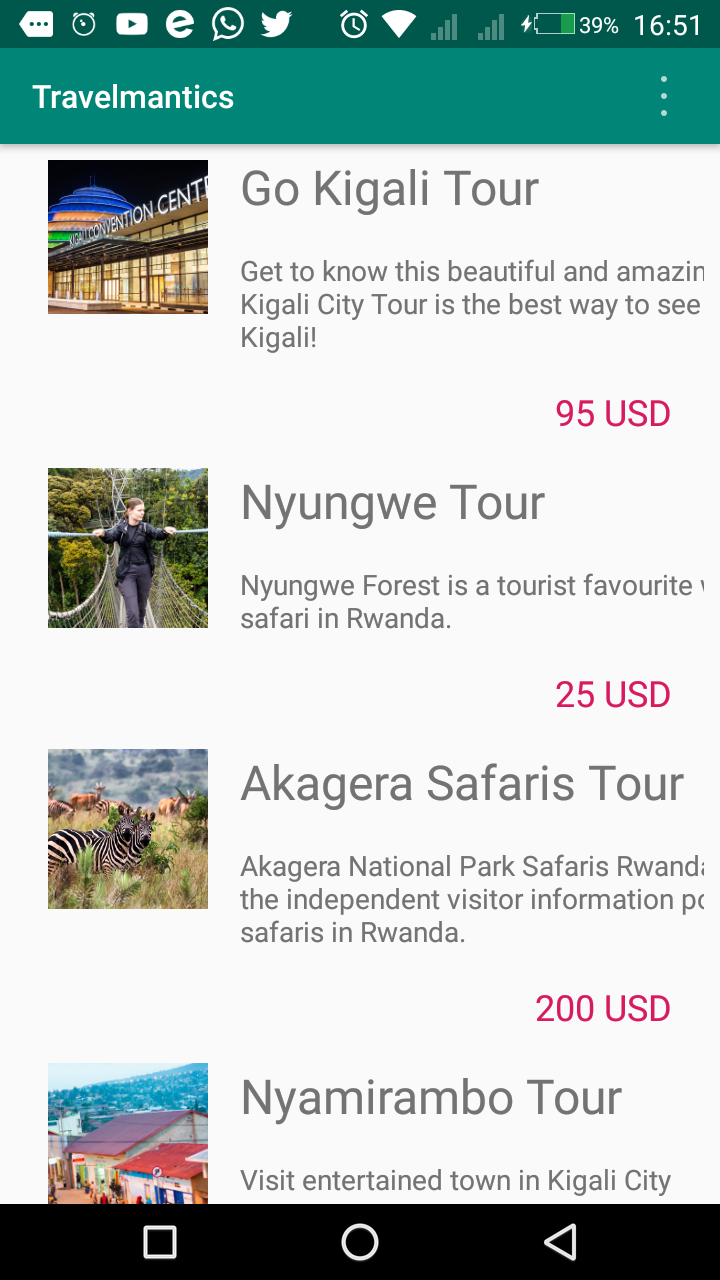 39% 16:51
Travelmantics
KIGALI CONVENTION CENT
Go Kigali Tour
Get to know this beautiful and amazin
Kigali City Tour is the best way to see
Kigali!
95 USD
Nyungwe Tour
Nyungwe Forest is a tourist favourite
safari in Rwanda.
25 USD
Akagera Safaris Tour
Akagera National Park Safaris Rwanda
the independent visitor information po
safaris in Rwanda.
200 USD
Nyamirambo Tour
Visit entertained town in Kigali City